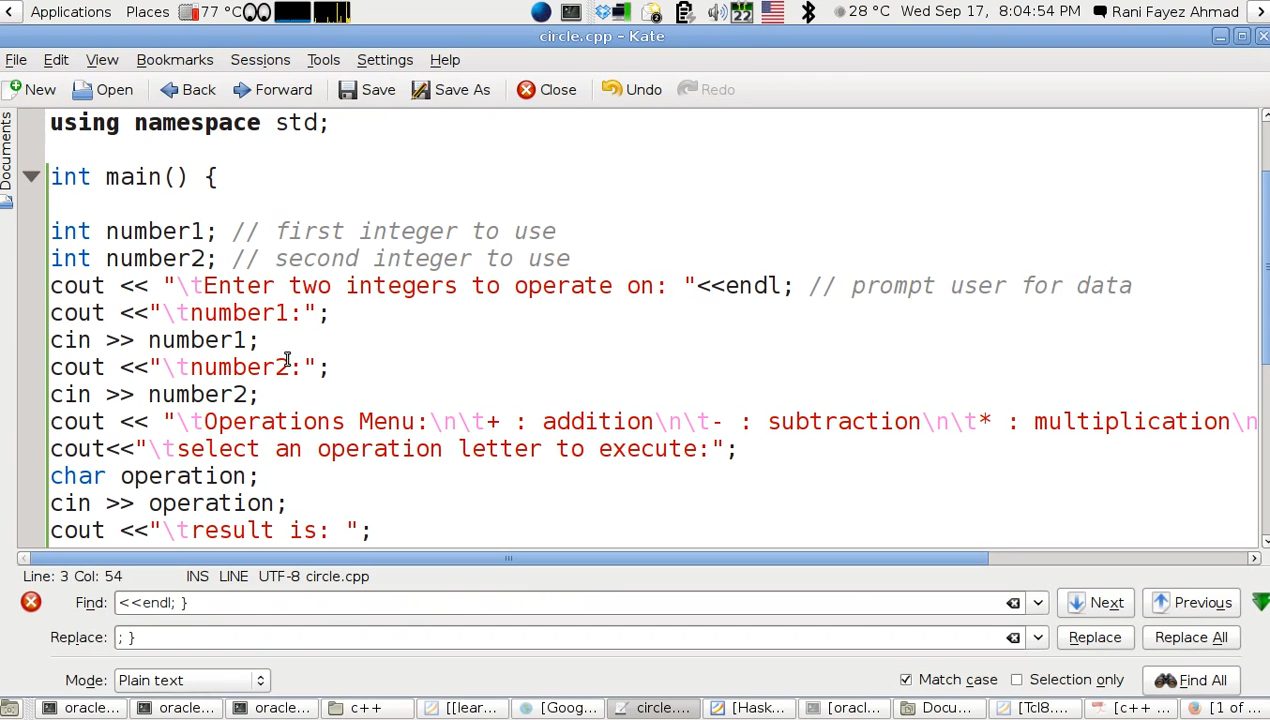 Applications Places 77 °C 22 28 °C Wed Sep 17, 8:04:54 PM Rani Fayez Ahmad
circle.cpp – Kate
File Edit View Bookmarks Sessions Tools Settings Help
New Open Back Forward Save Save As Close Undo Redo
Documents
using namespace std;
int main() {
int number1; // first integer to use
int number2; // second integer to use
cout << "\tEnter two integers to operate on: "<<endl; // prompt user for data
cout <<"\tnumber1:";
cin >> number1;
cout <<"\tnumber2:";
cin >> number2;
cout << "\tOperations Menu:\n\t+ : addition\n\t- : subtraction\n\t* : multiplication\n
cout<<"\tselect an operation letter to execute:";
char operation;
cin >> operation;
cout <<"\tresult is: ";
Line: 3 Col: 54 INS LINE UTF-8 circle.cpp
Find: <<endl; } Next Previous
Replace: ; } Replace Replace All
Mode: Plain text Match case Selection only Find All
oracle... oracle... oracle... c++ [[lear... [Goog... circle.... [Hask... [oracl... Docu... [Tcl8.... [c++ ... [1 of ...